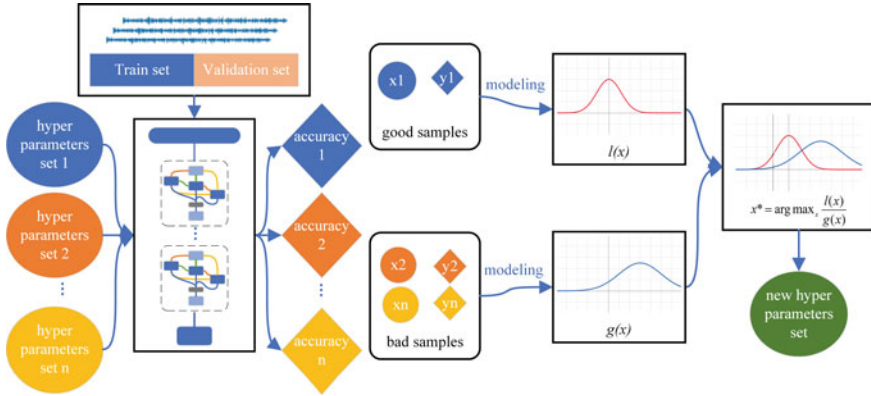 Train set
Validation set
hyper
parameters
set 1
hyper
parameters
set 2
hyper
parameters
set n
accuracy
1
accuracy
2
accuracy
n
x1
y1
good samples
x2
y2
xn
yn
bad samples
modeling
modeling
l(x)
g(x)
x* = arg max_x l(x)/g(x)
new hyper
parameters
set